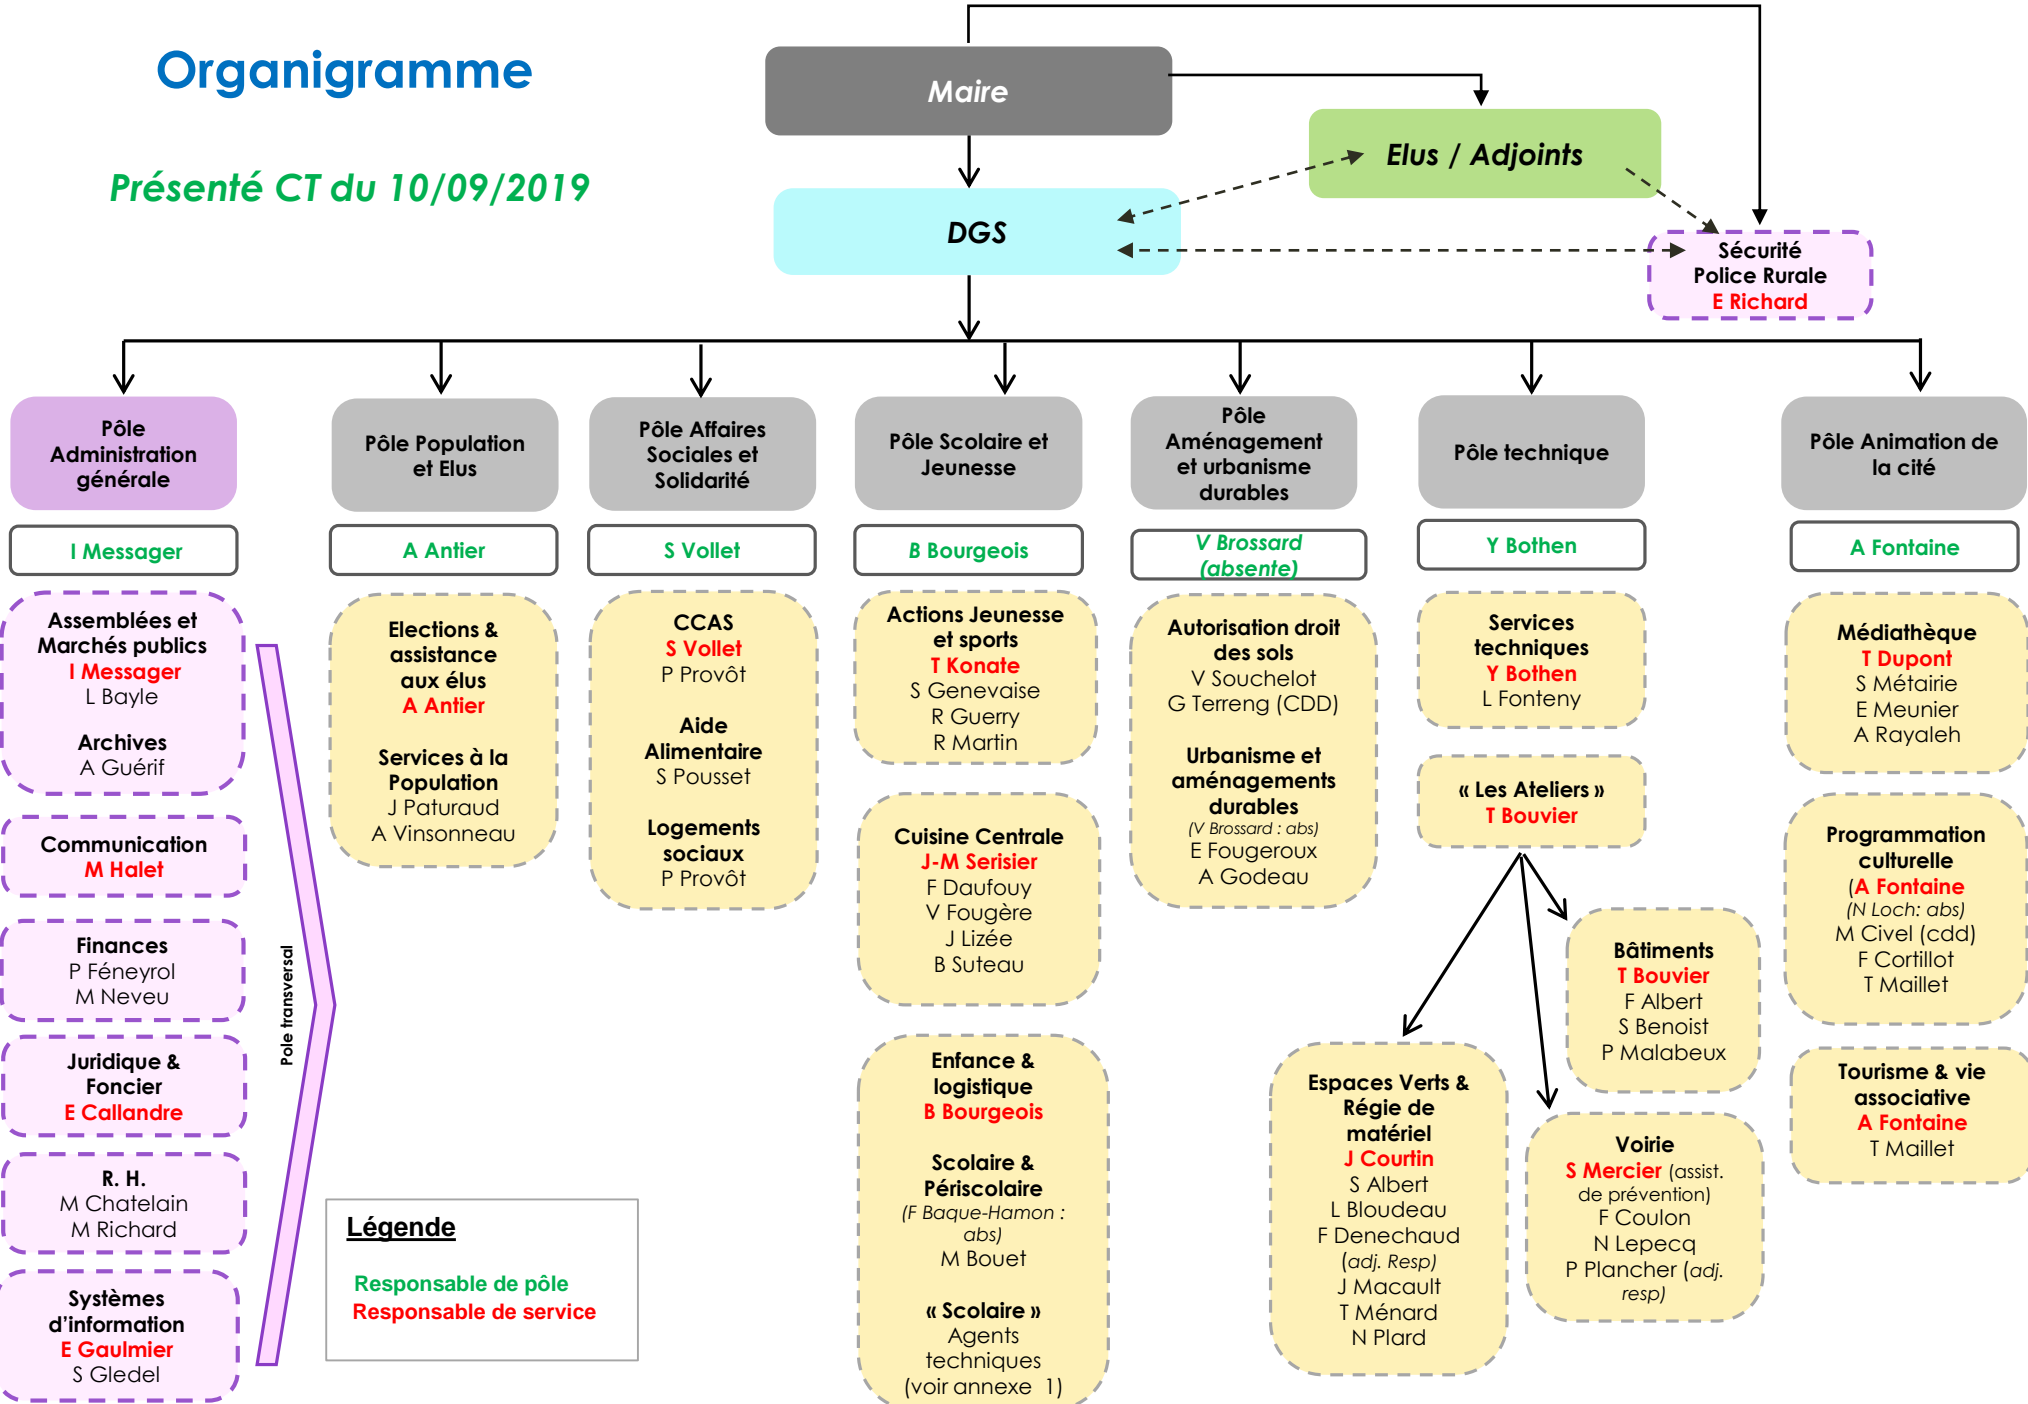 Organigramme
Présenté CT du 10/09/2019
Maire
Elus / Adjoints
DGS
Sécurité
Police Rurale
E Richard
Pôle
Administration
générale
I Messager
Assemblées et
Marchés publics
I Messager
L Bayle
Archives
A Guérif
Communication
M Halet
Finances
P Féneyrol
M Neveu
Juridique &
Foncier
E Callandre
R. H.
M Chatelain
M Richard
Systèmes
d'information
E Gaulmier
S Gledel
Pole transversal
Pôle Population
et Elus
A Antier
Elections &
assistance
aux élus
A Antier
Services à la
Population
J Paturaud
A Vinsonneau
Pôle Affaires
Sociales et
Solidarité
S Vollet
CCAS
S Vollet
P Provôt
Aide
Alimentaire
S Pousset
Logements
sociaux
P Provôt
Pôle Scolaire et
Jeunesse
B Bourgeois
Actions Jeunesse
et sports
T Konate
S Genevaise
R Guerry
R Martin
Cuisine Centrale
J-M Serisier
F Daufouy
V Fougère
J Lizée
B Suteau
Enfance &
logistique
B Bourgeois
Scolaire &
Périscolaire
(F Baque-Hamon :
abs)
M Bouet
« Scolaire »
Agents
techniques
(voir annexe 1)
Pôle
Aménagement
et urbanisme
durables
V Brossard
(absente)
Autorisation droit
des sols
V Souchelot
G Terreng (CDD)
Urbanisme et
aménagements
durables
(V Brossard : abs)
E Fougeroux
A Godeau
Pôle technique
Y Bothen
Services
techniques
Y Bothen
L Fonteny
« Les Ateliers »
T Bouvier
Espaces Verts &
Régie de
matériel
J Courtin
S Albert
L Bloudeau
F Denechaud
(adj. Resp)
J Macault
T Ménard
N Plard
Bâtiments
T Bouvier
F Albert
S Benoist
P Malabeux
Voirie
S Mercier (assist.
de prévention)
F Coulon
N Lepecq
P Plancher (adj.
resp)
Pôle Animation de
la cité
A Fontaine
Médiathèque
T Dupont
S Métairie
E Meunier
A Rayaleh
Programmation
culturelle
(A Fontaine
(N Loch: abs)
M Civel (cdd)
F Cortillot
T Maillet
Tourisme & vie
associative
A Fontaine
T Maillet
Légende
Responsable de pôle
Responsable de service